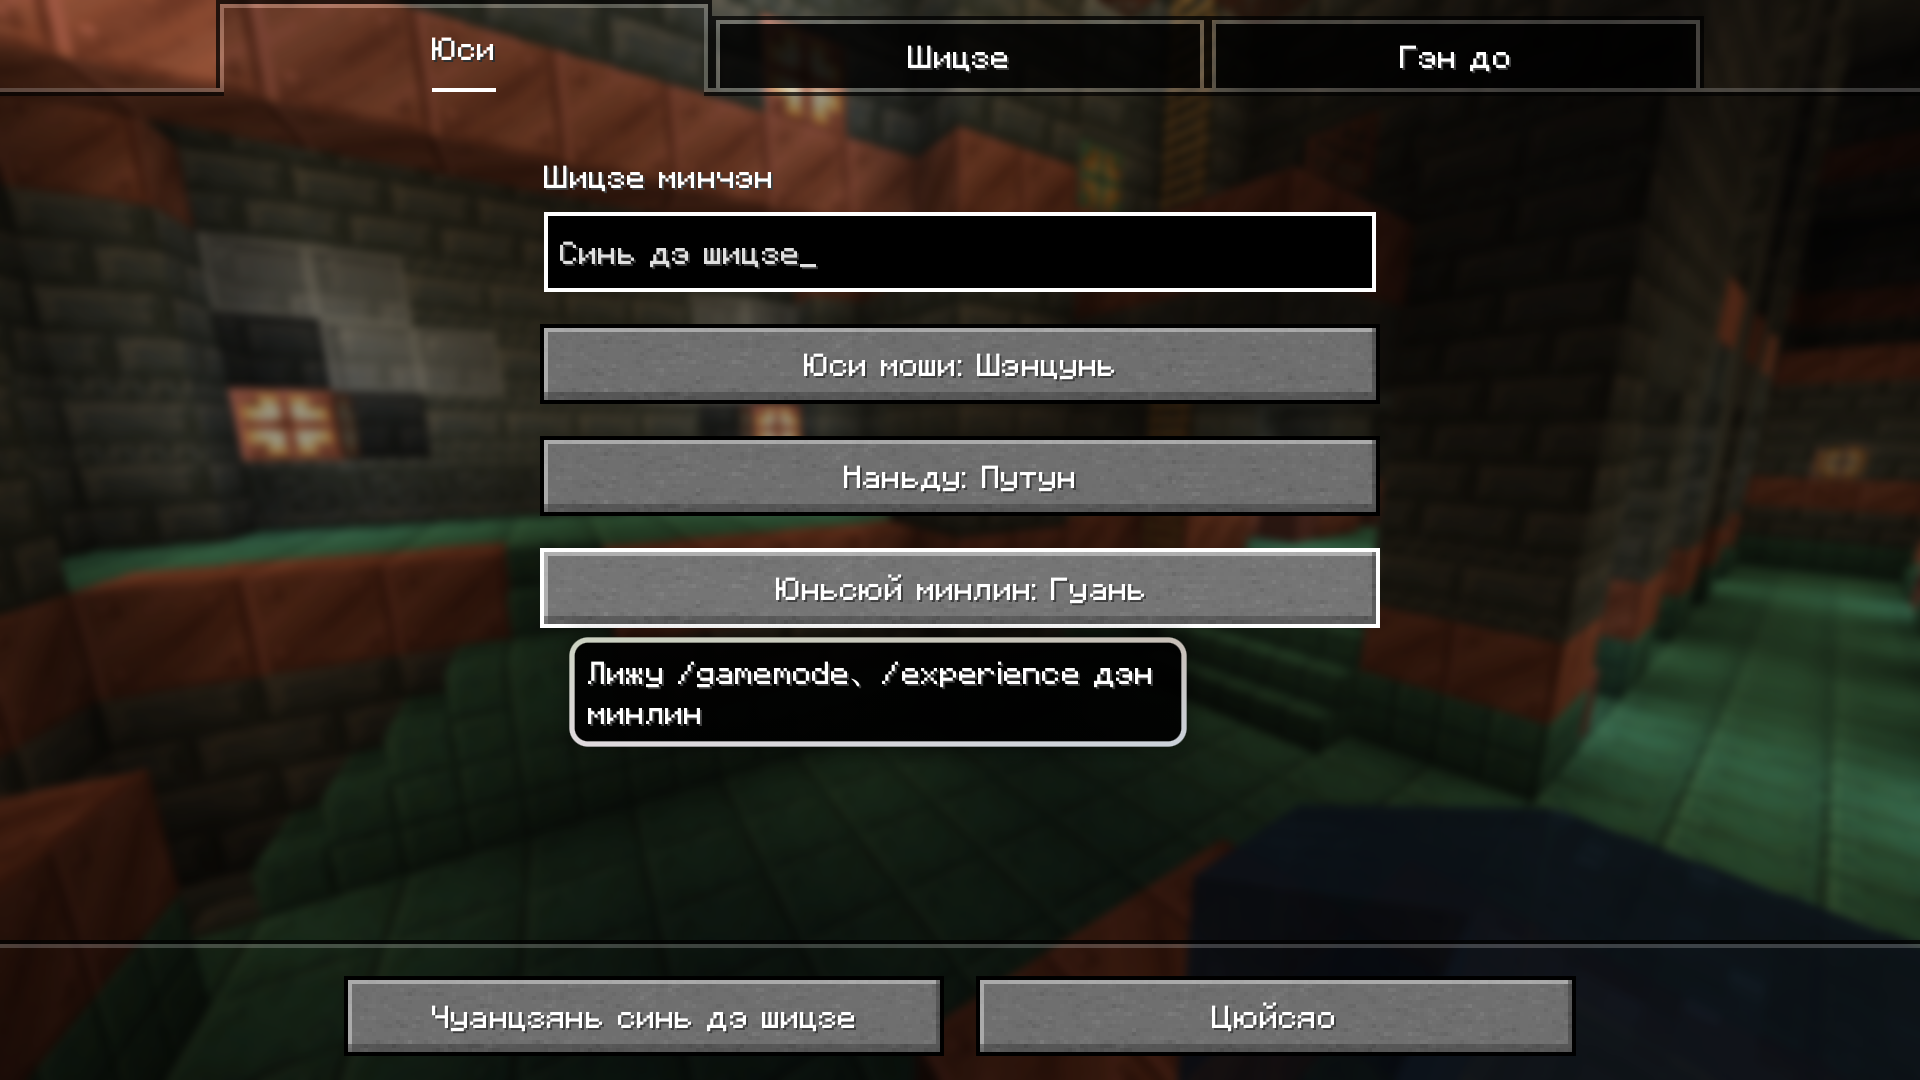 Юси
Шицзе
Гэн до
Шицзе минчэн
Синь дэ шицзе_
Юси моши: Шэнцунь
Наньду: Путун
Юньсюй минлин: Гуань
Лижу /gamemode、/experience дэн
минлин
Чуанцзянь синь дэ шицзе
Цюйсяо